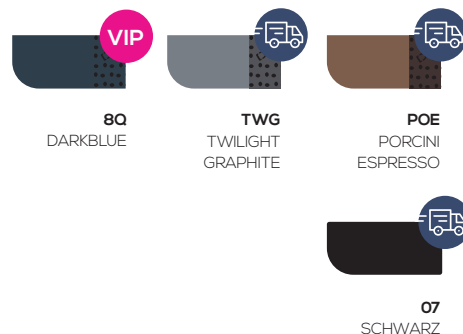 VIP
8Q
DARKBLUE
TWG
TWILIGHT
GRAPHITE
POE
PORCINI
ESPRESSO
07
SCHWARZ